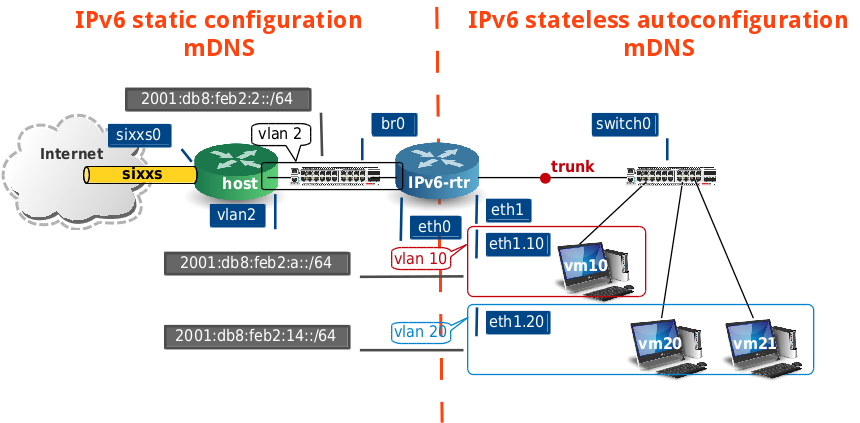 IPv6 static configuration
mDNS
IPv6 stateless autoconfiguration
mDNS
2001:db8:feb2:2::/64
sixxs0
vlan 2
br0
switch0
Internet
sixxs
host
IPv6-rtr
trunk
vlan2
eth0
eth1
eth1.10
vlan 10
2001:db8:feb2:a::/64
vm10
eth1.20
vlan 20
2001:db8:feb2:14::/64
vm20
vm21